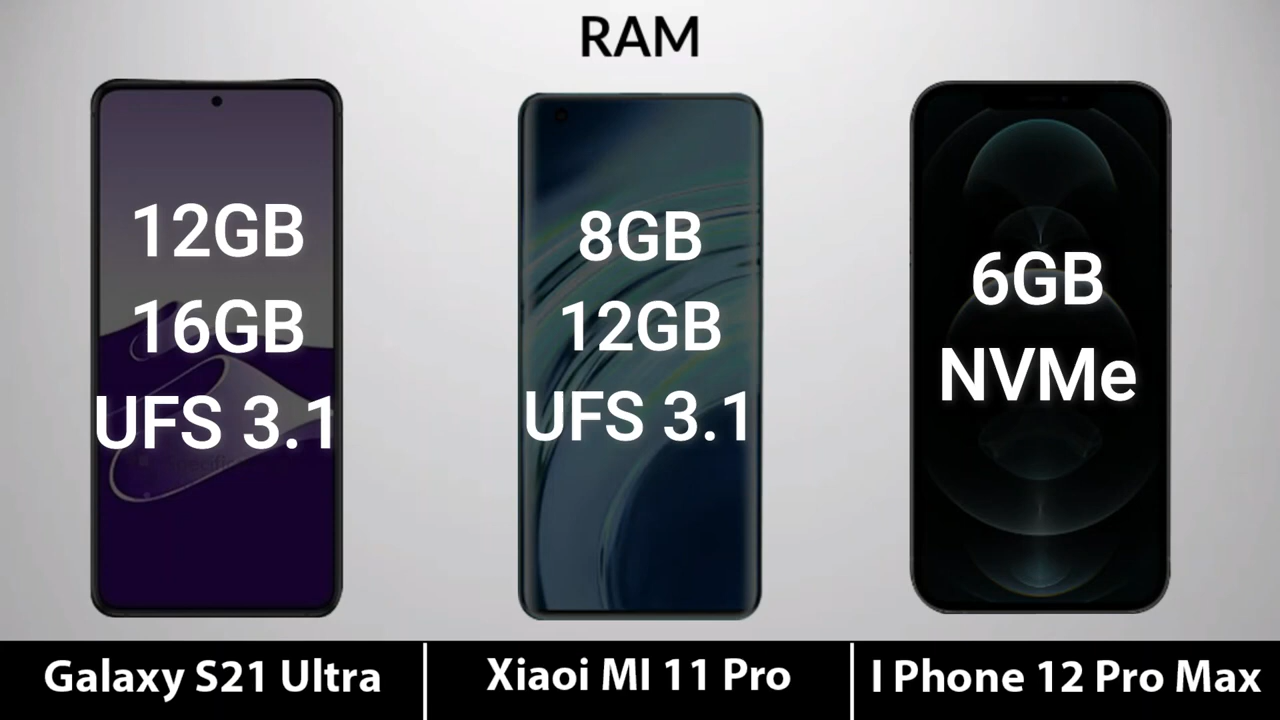 RAM
12GB
16GB
UFS 3.1
8GB
12GB
UFS 3.1
6GB
NVMe
Galaxy S21 Ultra
Xiaoi MI 11 Pro
I Phone 12 Pro Max